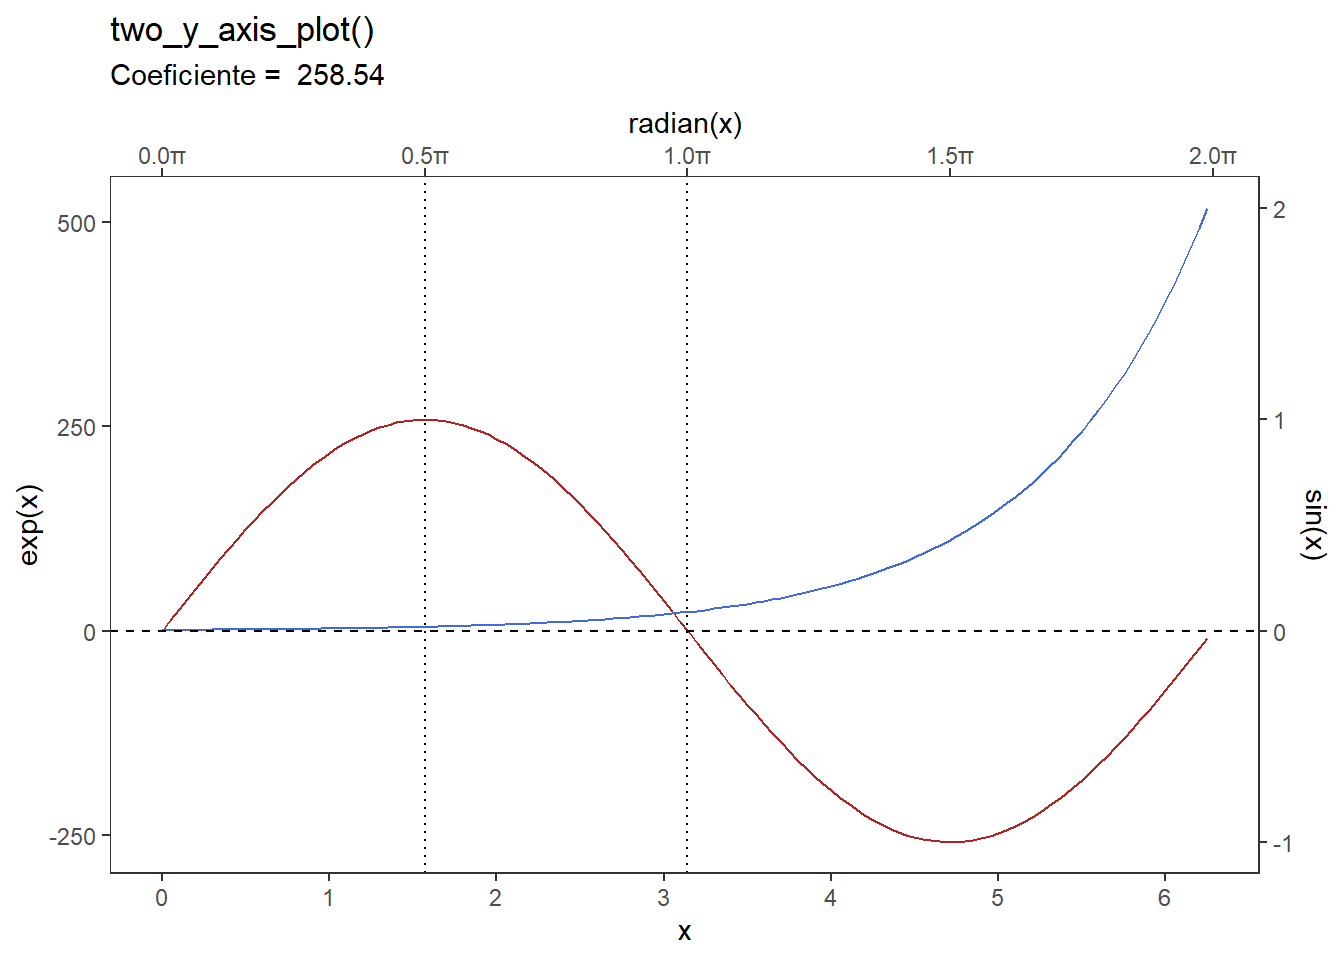 two_y_axis_plot()
Coeficiente =  258.54
radian(x)
0.0π 0.5π 1.0π 1.5π 2.0π
500
250
0
-250
exp(x)
2
1
0
-1
sin(x)
0 1 2 3 4 5 6
x